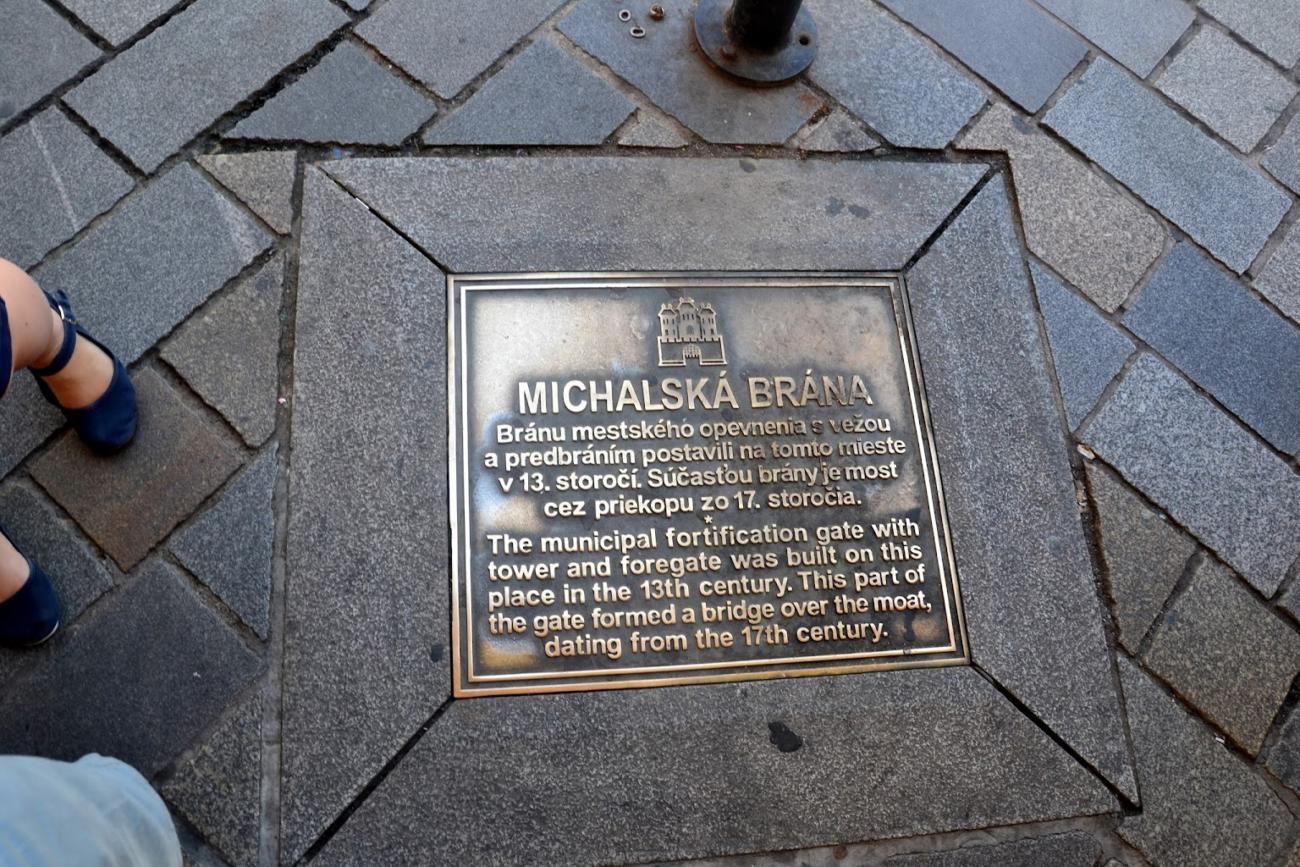 MICHALSKÁ BRÁNA
Bránu mestského opevnenia s vežou
a predbráním postavili na tomto mieste
v 13. storočí. Súčasťou brány je most
cez priekopu zo 17. storočia.
*
The municipal fortification gate with
tower and foregate was built on this
place in the 13th century. This part of
the gate formed a bridge over the moat,
dating from the 17th century.